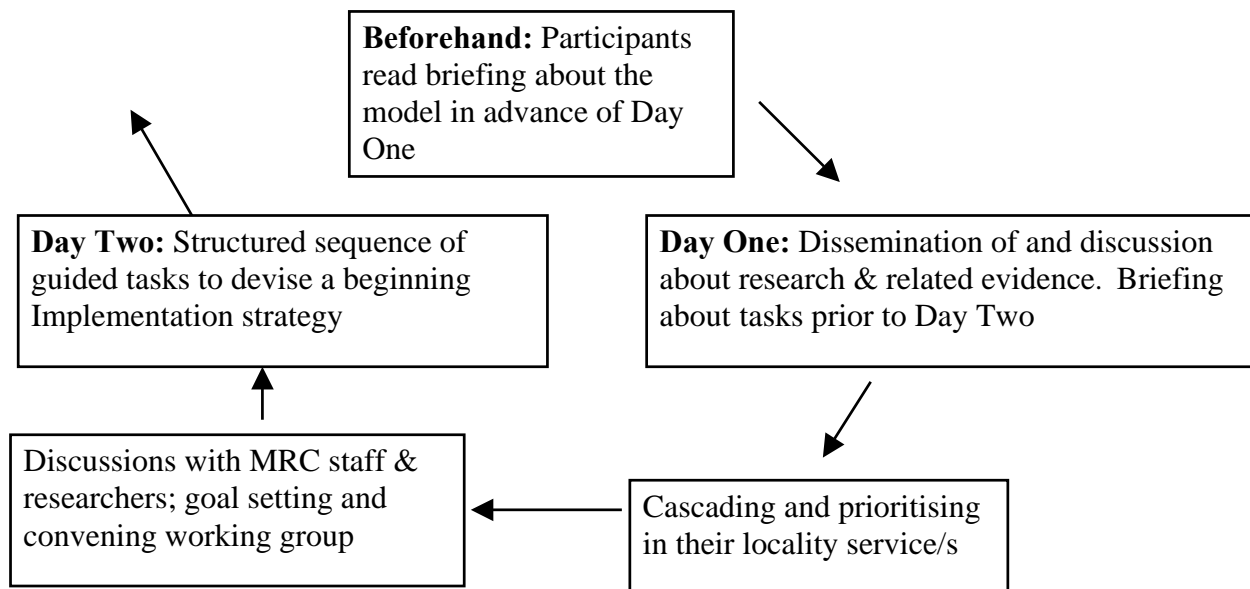 Beforehand: Participants
read briefing about the
model in advance of Day
One
Day One: Dissemination of and discussion
about research & related evidence.  Briefing
about tasks prior to Day Two
Cascading and prioritising
in their locality service/s
Discussions with MRC staff &
researchers; goal setting and
convening working group
Day Two: Structured sequence of
guided tasks to devise a beginning
Implementation strategy